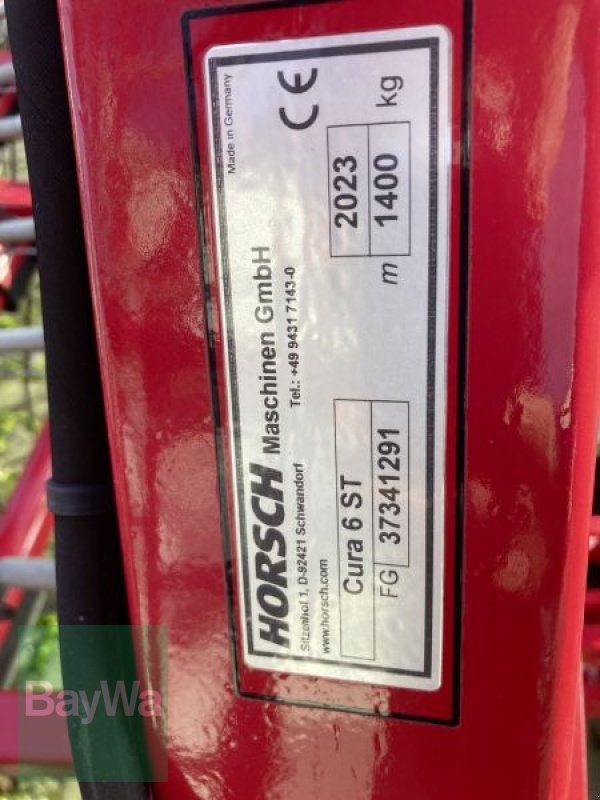 HORSCH Maschinen GmbH
Made in Germany
CE
Sitzenhof 1, D-92421 Schwandorf
Tel.: +49 9431 7143-0
www.horsch.com
Cura 6 ST
2023
FG 37341291
m 1400 kg
BayWa